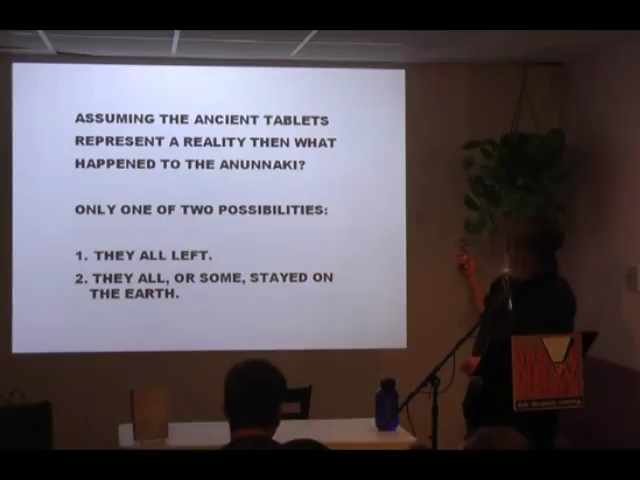 ASSUMING THE ANCIENT TABLETS
REPRESENT A REALITY THEN WHAT
HAPPENED TO THE ANUNNAKI?
ONLY ONE OF TWO POSSIBILITIES:
1. THEY ALL LEFT.
2. THEY ALL, OR SOME, STAYED ON
THE EARTH.